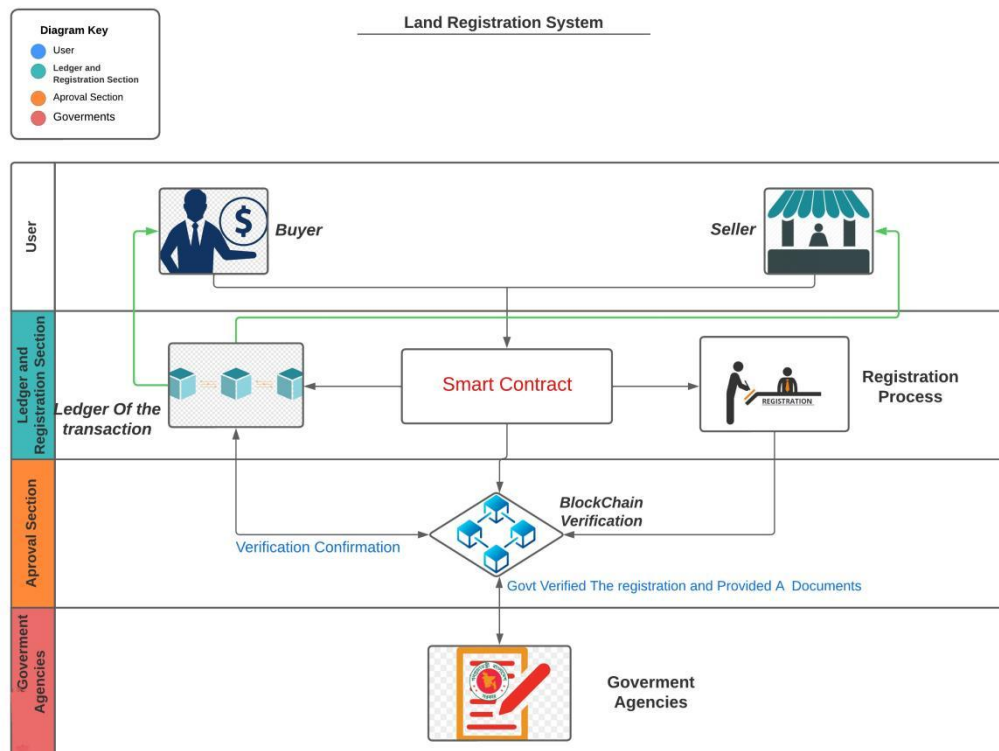 Land Registration System
Diagram Key
User
Ledger and
Registration Section
Aproval Section
Goverments
User
Buyer
$
Seller
Ledger and
Registration Section
Ledger Of the
transaction
Smart Contract
REGISTRATION
Registration
Process
Aproval Section
BlockChain
Verification
Verification Confirmation
Govt Verified The registration and Provided A Documents
Goverment
Agencies
Goverment
Agencies